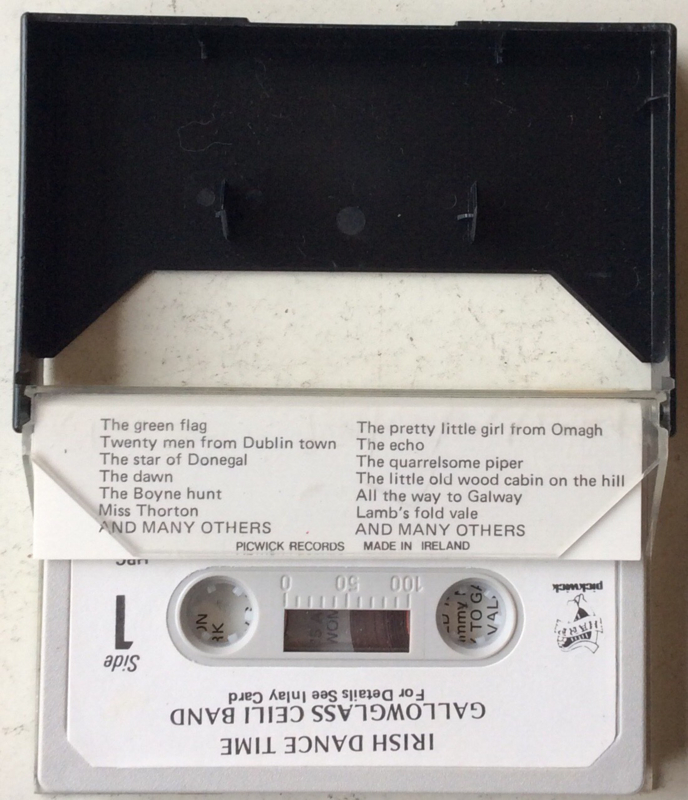 The green flag
Twenty men from Dublin town
The star of Donegal
The dawn
The Boyne hunt
Miss Thorton
AND MANY OTHERS
The pretty little girl from Omagh
The echo
The quarrelsome piper
The little old wood cabin on the hill
All the way to Galway
Lamb's fold vale
AND MANY OTHERS
PICWICK RECORDS MADE IN IRELAND
IRISH DANCE TIME
GALLOWGLASS CEILI BAND
For Details See Inlay Card
Side
1
pickwick
0 50 100
TO GA
VAL